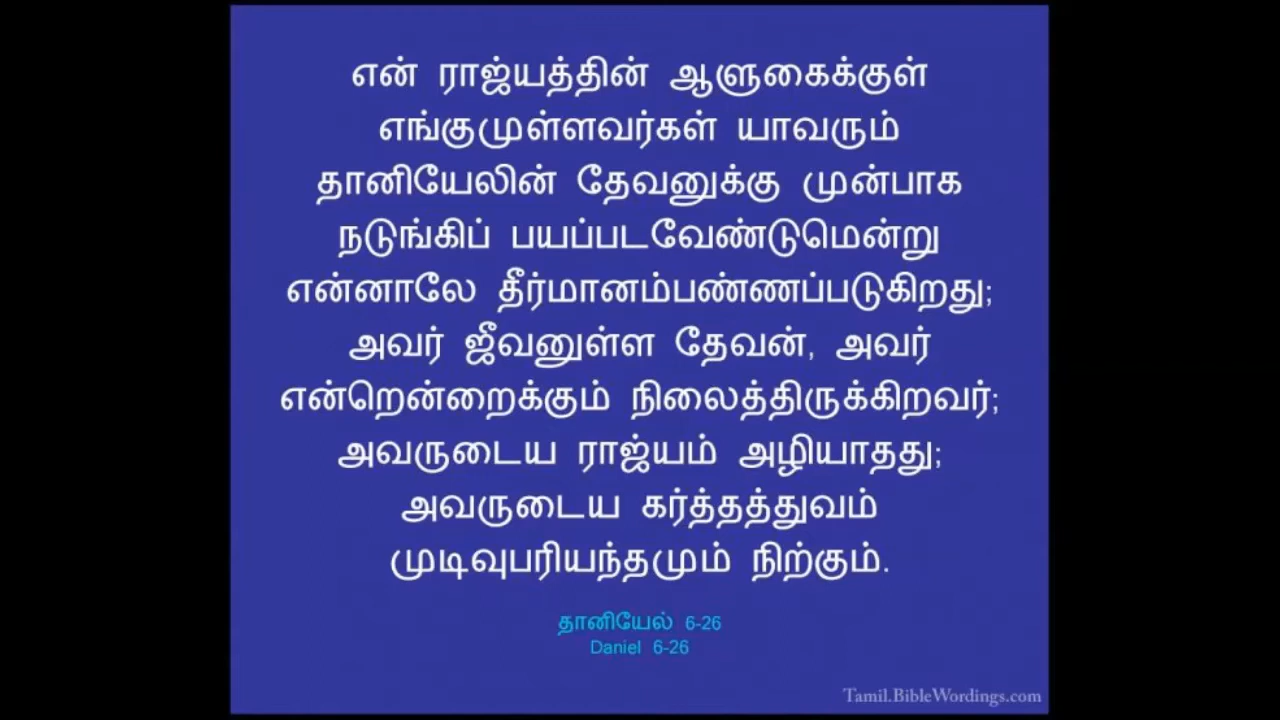 என் ராஜ்யத்தின் ஆளுகைக்குள்
எங்குமுள்ளவர்கள் யாவரும்
தானியேலின் தேவனுக்கு முன்பாக
நடுங்கிப் பயப்படவேண்டுமென்று
என்னாலே தீர்மானம்பண்ணப்படுகிறது;
அவர் ஜீவனுள்ள தேவன், அவர்
என்றென்றைக்கும் நிலைத்திருக்கிறவர்;
அவருடைய ராஜ்யம் அழியாதது;
அவருடைய கர்த்தத்துவம்
முடிவுபரியந்தமும் நிற்கும்.
தானியேல் 6-26
Daniel 6-26
Tamil.BibleWordings.com